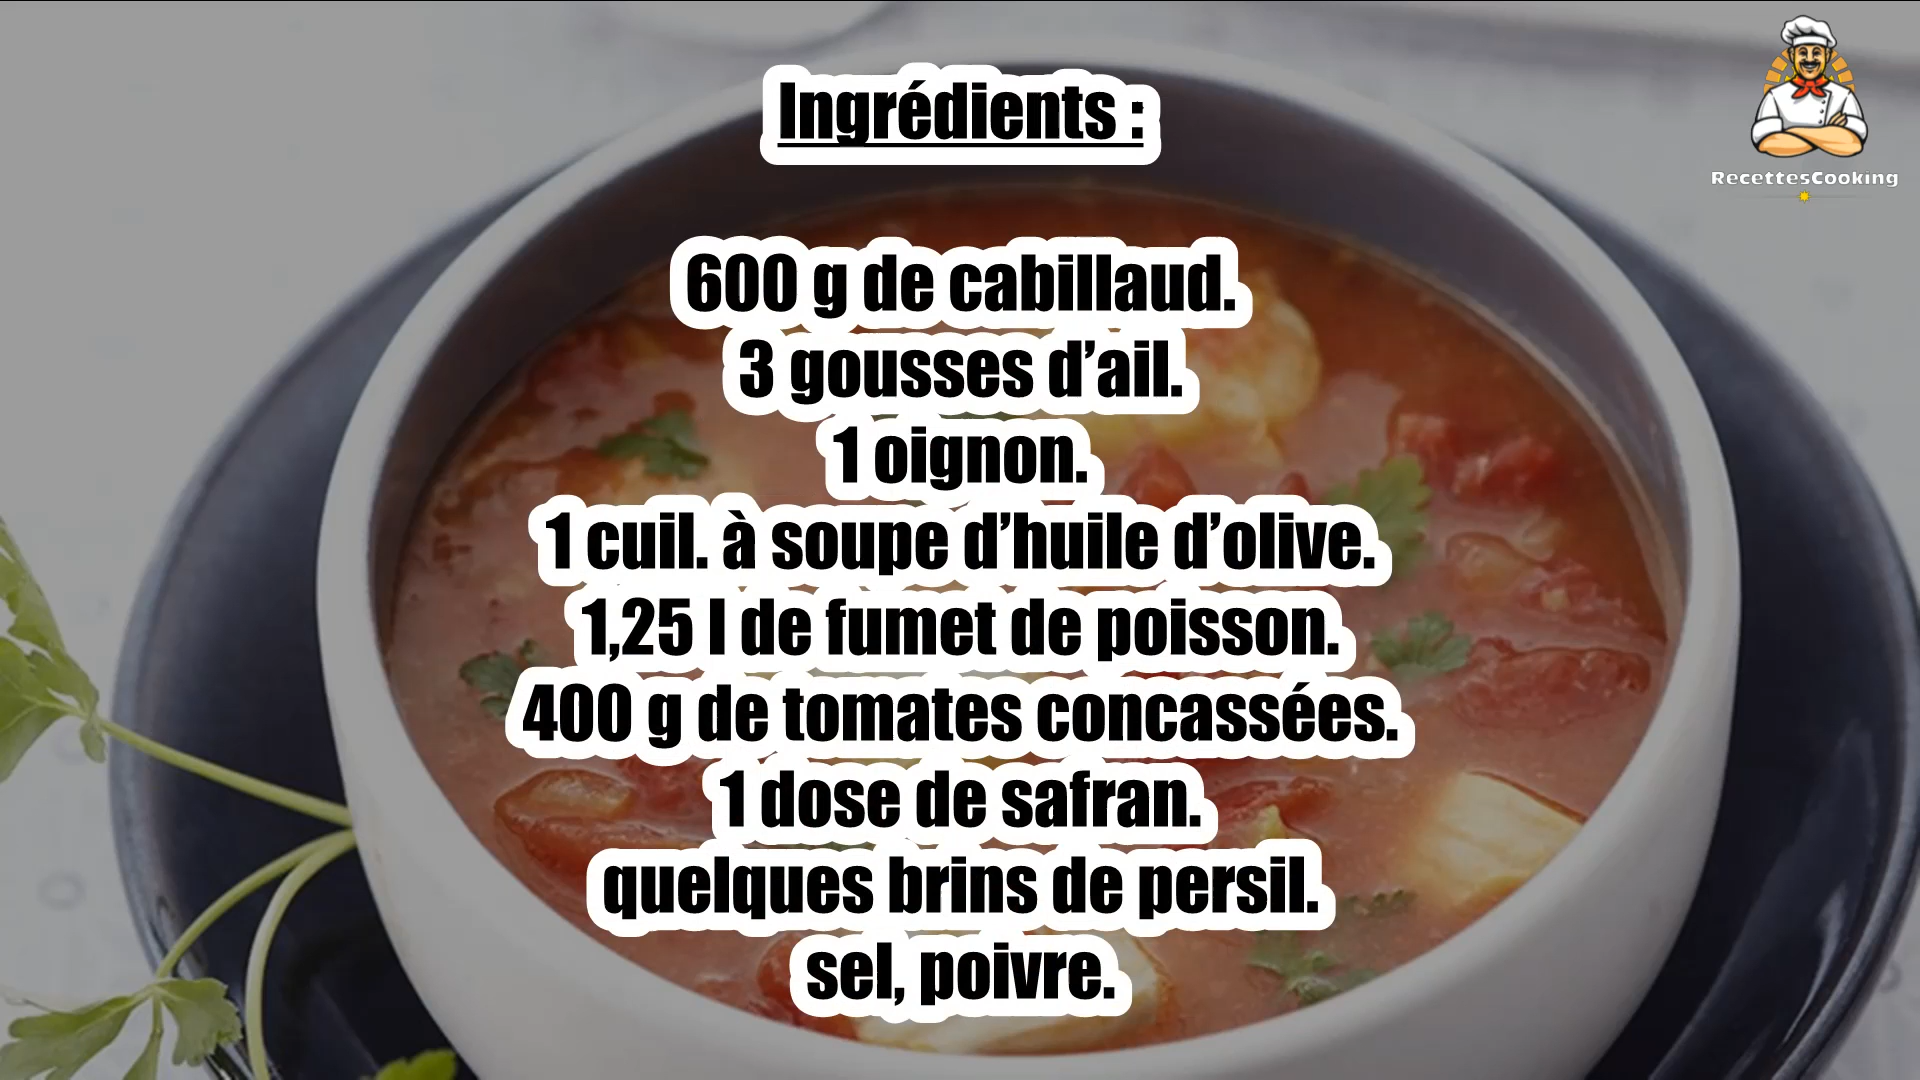 Ingrédients :
RecettesCooking
600 g de cabillaud.
3 gousses d’ail.
1 oignon.
1 cuil. à soupe d’huile d’olive.
1,25 l de fumet de poisson.
400 g de tomates concassées.
1 dose de safran.
quelques brins de persil.
sel, poivre.